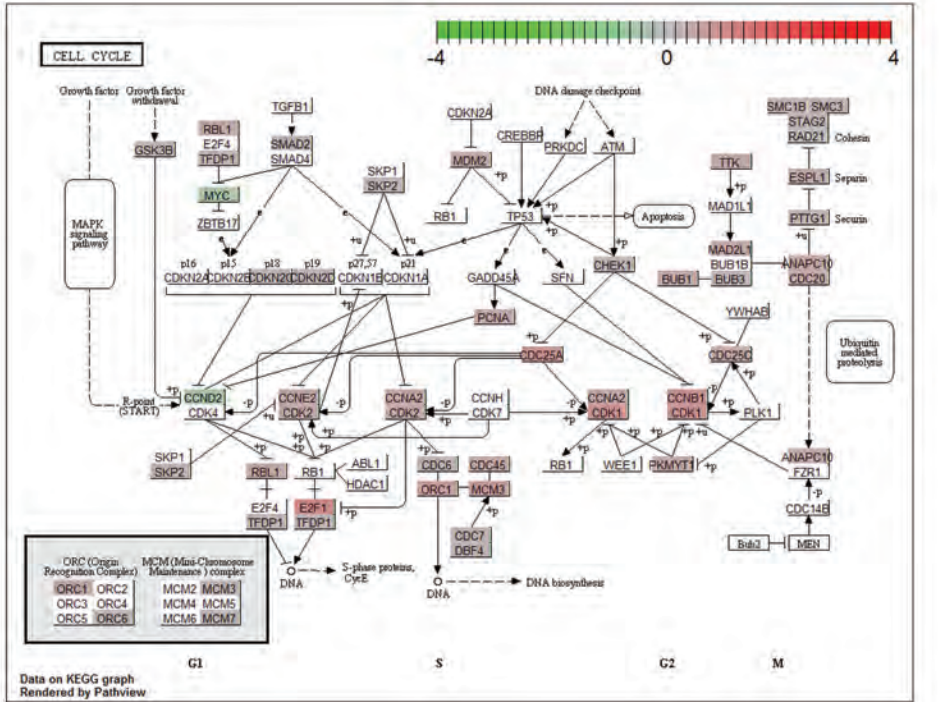 -4 0 4
CELL CYCLE
Growth factor
Growth factor
withdrawal
TGFB1
DNA damage checkpoint
SMC1B SMC3
STAG2
RAD21
Cohesin
RBL1
E2F4
TFDP1
GSK3B
SMAD2
SMAD4
CDKN2A
CREBBP
PRKDC
ATM
MDM2
SKP1
SKP2
TTK
ESPL1
Separin
MYC
ZBTB17
RB1
TP53
Apoptosis
MAD1L1
PTTG1
Securin
MAPK
signaling
pathway
+p
+p
+p
+p
+p
+u
+u
e
e
e
e
e
p16
CDKN2A
p15
CDKN2B
p18
CDKN2C
p19
CDKN2D
p27,57
CDKN1B
p21
CDKN1A
GADD45A
SFN
CHEK1
MAD2L1
BUB1B
BUB3
BUB1
ANAPC10
CDC20
PCNA
YWHAB
CDC25A
CDC25C
Ubiquitin
mediated
proteolysis
R-point
(START)
+p
CCND2
CDK4
-p
CCNE2
CDK2
-p
CCNA2
CDK2
-p
CCNH
CDK7
CCNA2
CDK1
CCNB1
CDK1
PLK1
SKP1
SKP2
RBL1
RB1
ABL1
HDAC1
CDC6
CDC45
ORC1
MCM3
RB1
WEE1
PKMYT1
ANAPC10
FZR1
E2F4
TFDP1
E2F1
TFDP1
CDC7
DBF4
CDC14B
Bub2
MEN
DNA
S-phase proteins,
CycE
DNA
DNA biosynthesis
ORC (Origin
Recognition Complex)
MCM (Mini-Chromosome
Maintenance ) complex
ORC1 ORC2
ORC3 ORC4
ORC5 ORC6
MCM2 MCM3
MCM4 MCM5
MCM6 MCM7
G1 S G2 M
Data on KEGG graph
Rendered by Pathview